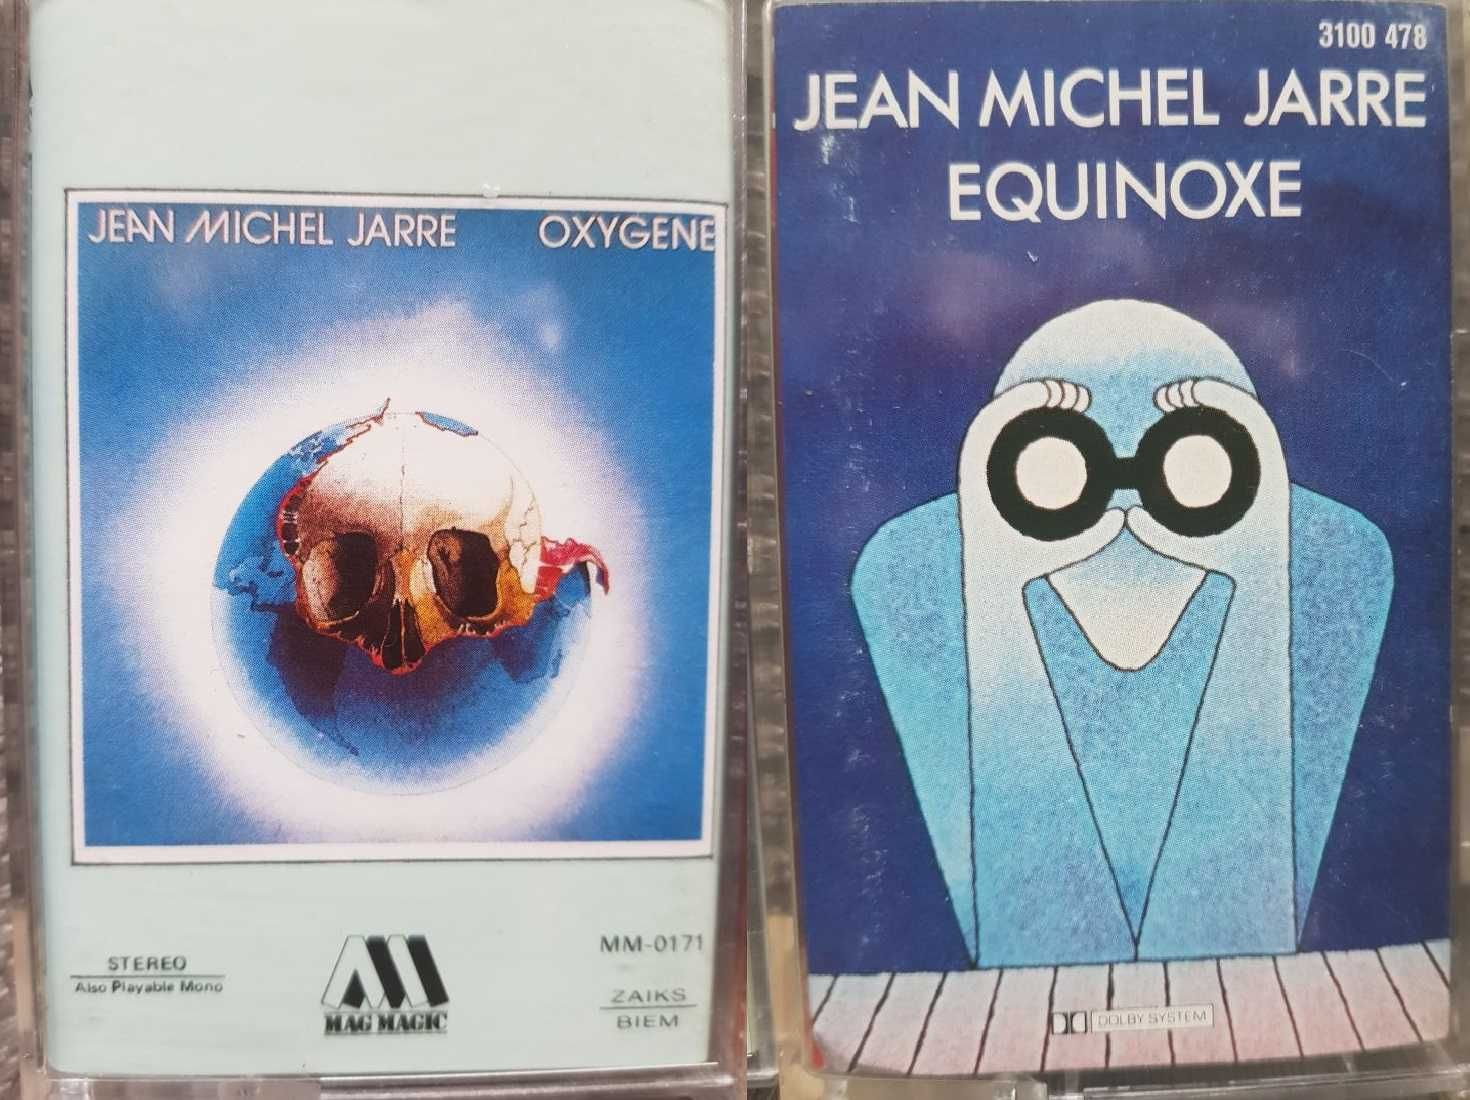 JEAN MICHEL JARRE OXYGENE
STEREO
Also Playable Mono
MAG MAGIC
MM-0171
ZAIKS
BIEM
3100 478
JEAN MICHEL JARRE
EQUINOXE
DOLBY SYSTEM